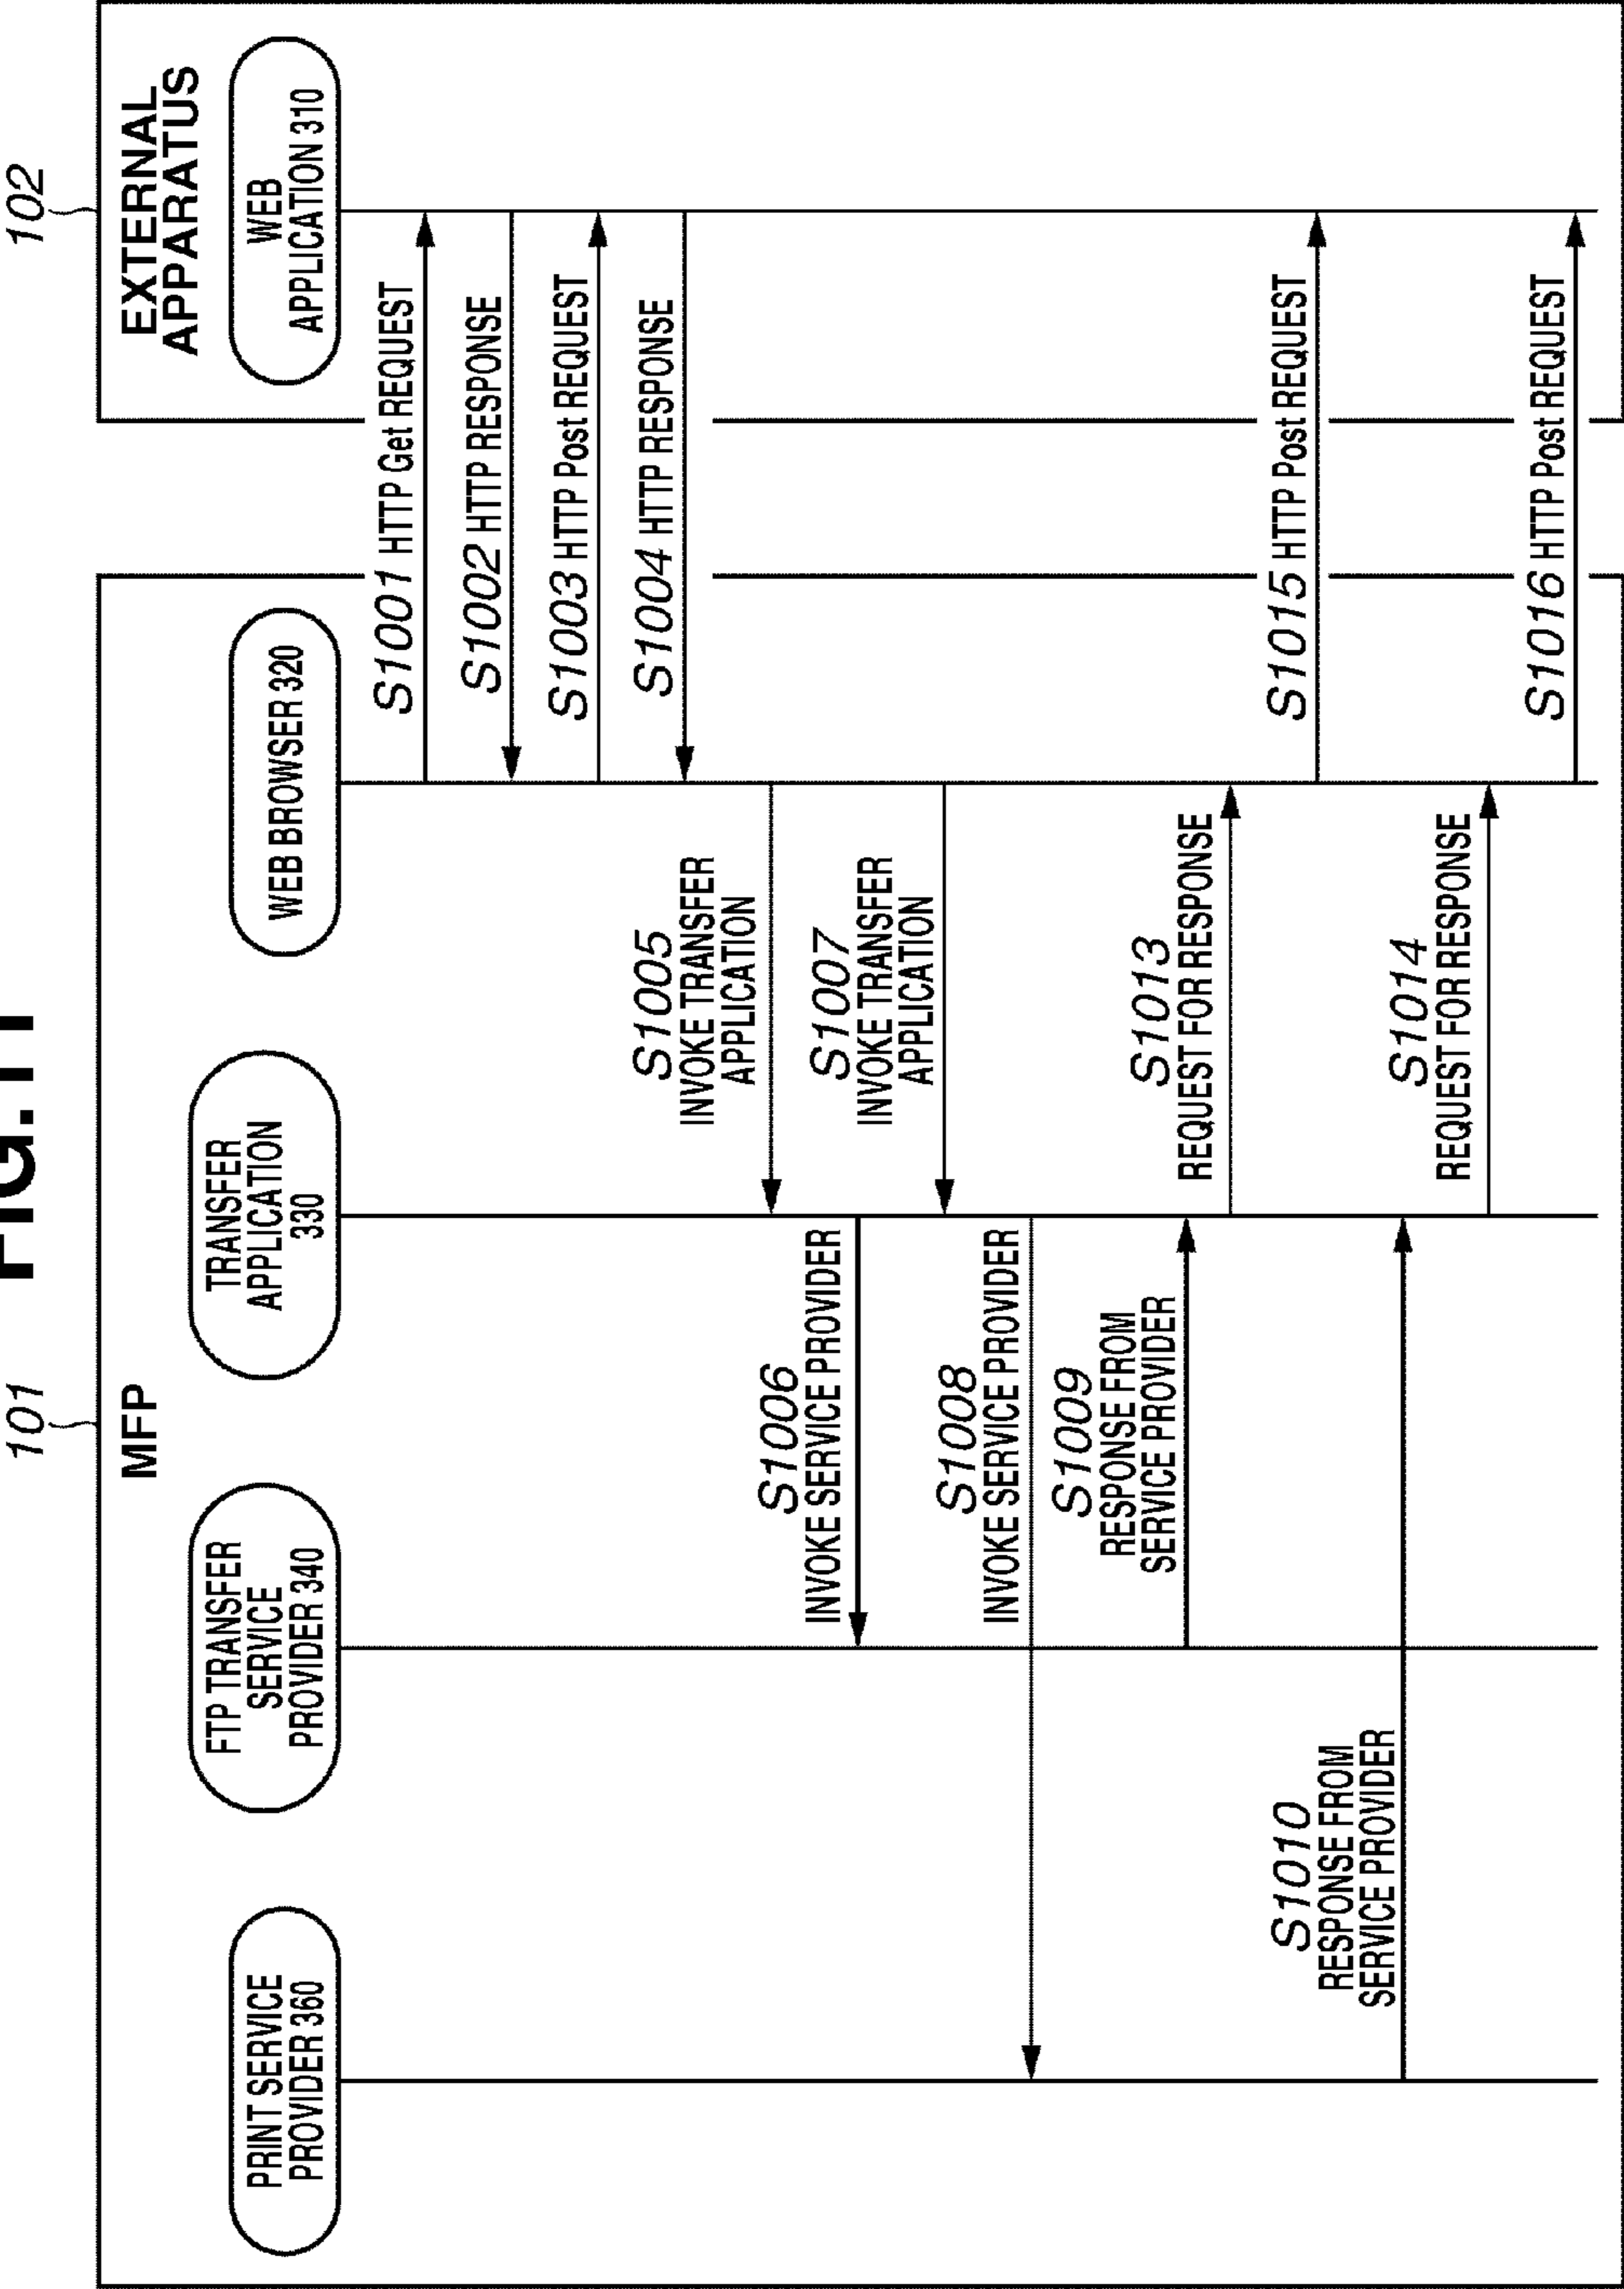 FIG.11
101
102
MFP
EXTERNAL
APPARATUS
PRINT SERVICE
PROVIDER 360
FTP TRANSFER
SERVICE
PROVIDER 340
TRANSFER
APPLICATION
330
WEB BROWSER 320
WEB
APPLICATION 310
S1001 HTTP Get REQUEST
S1002 HTTP RESPONSE
S1003 HTTP Post REQUEST
S1004 HTTP RESPONSE
S1005
INVOKE TRANSFER
APPLICATION
S1006
INVOKE SERVICE PROVIDER
S1007
INVOKE TRANSFER
APPLICATION
S1008
INVOKE SERVICE PROVIDER
S1009
RESPONSE FROM
SERVICE PROVIDER
S1013
REQUEST FOR RESPONSE
S1015 HTTP Post REQUEST
S1010
RESPONSE FROM
SERVICE PROVIDER
S1014
REQUEST FOR RESPONSE
S1016 HTTP Post REQUEST